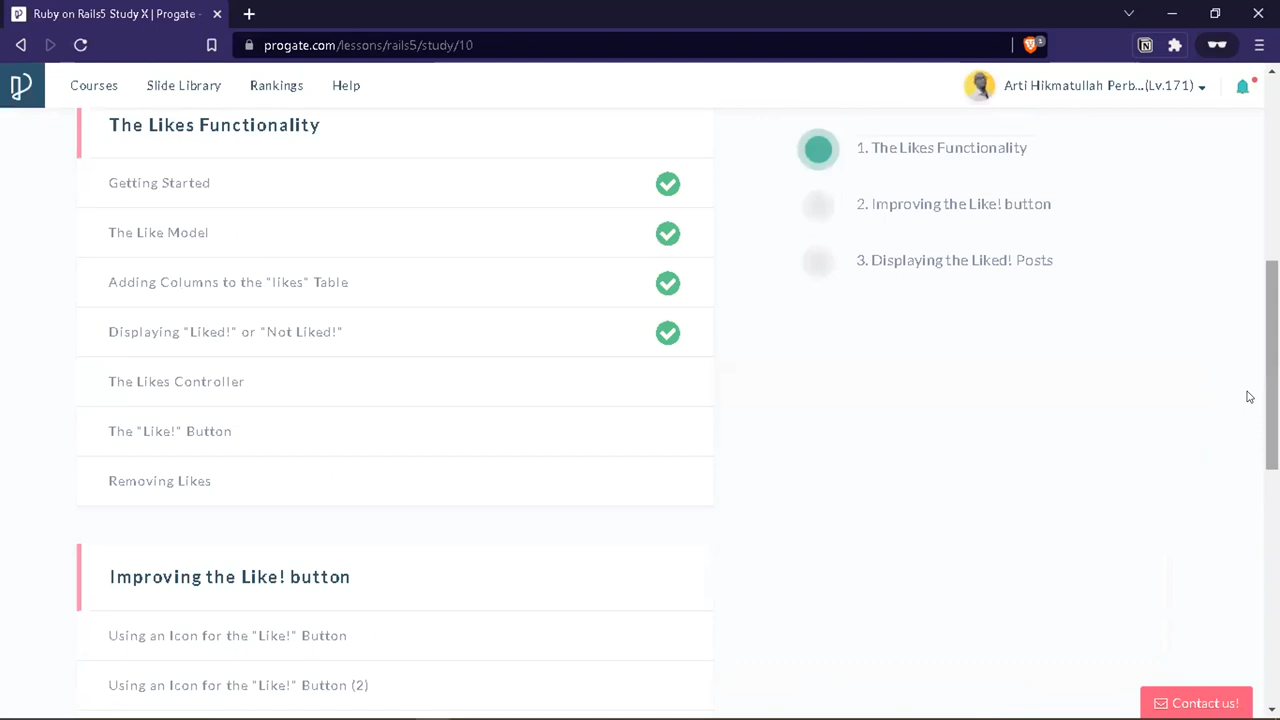 Ruby on Rails5 Study X | Progate -
progate.com/lessons/rails5/study/10
Courses
Slide Library
Rankings
Help
Arti Hikmatullah Perb...(Lv.171)
The Likes Functionality
Getting Started
The Like Model
Adding Columns to the "likes" Table
Displaying "Liked!" or "Not Liked!"
The Likes Controller
The "Like!" Button
Removing Likes
Improving the Like! button
Using an Icon for the "Like!" Button
Using an Icon for the "Like!" Button (2)
1. The Likes Functionality
2. Improving the Like! button
3. Displaying the Liked! Posts
Contact us!